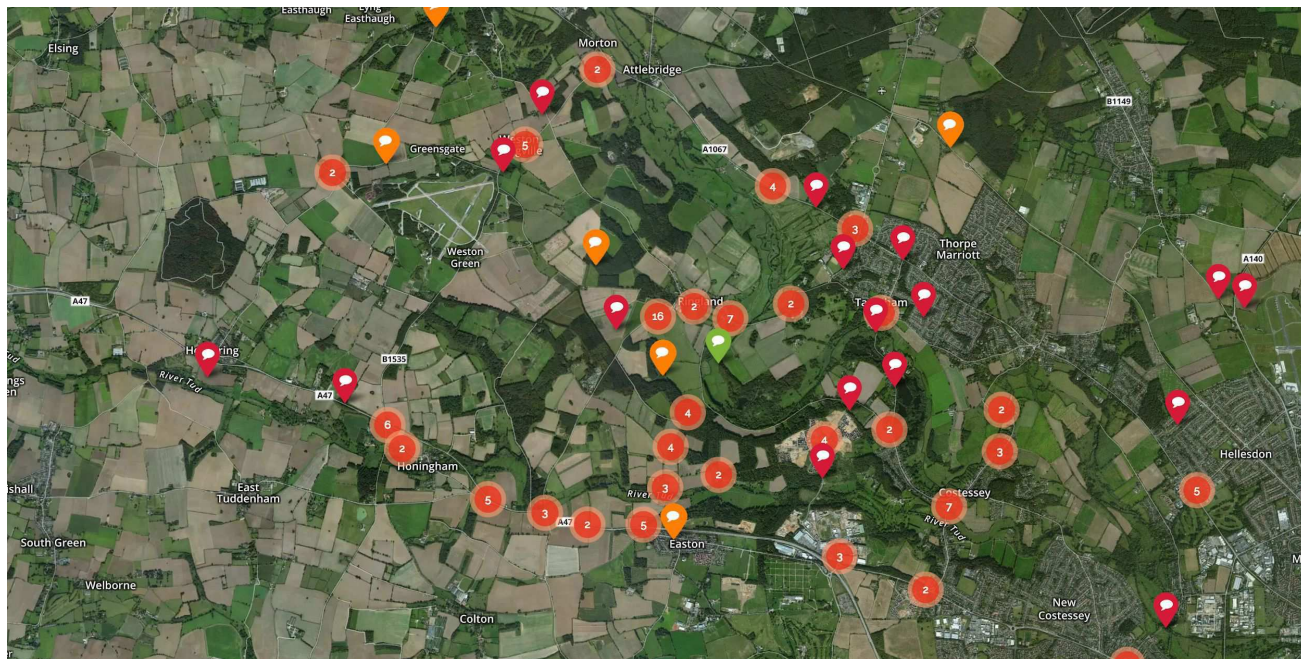 Easthaugh
Lyng
Easthaugh
Elsing
Morton
2
Attlebridge
B1149
5
Greensgate
A1067
2
4
3
Thorpe
Marriott
Weston
Green
A140
A47
2
2
16
7
B1535
River Tud
A47
2
4
6
2
4
4
3
2
Honingham
2
Hellesdon
East
Tuddenham
3
5
Costessey
7
5
3
A47
2
5
River Tud
South Green
Easton
3
Welborne
2
New
Costessey
Colton